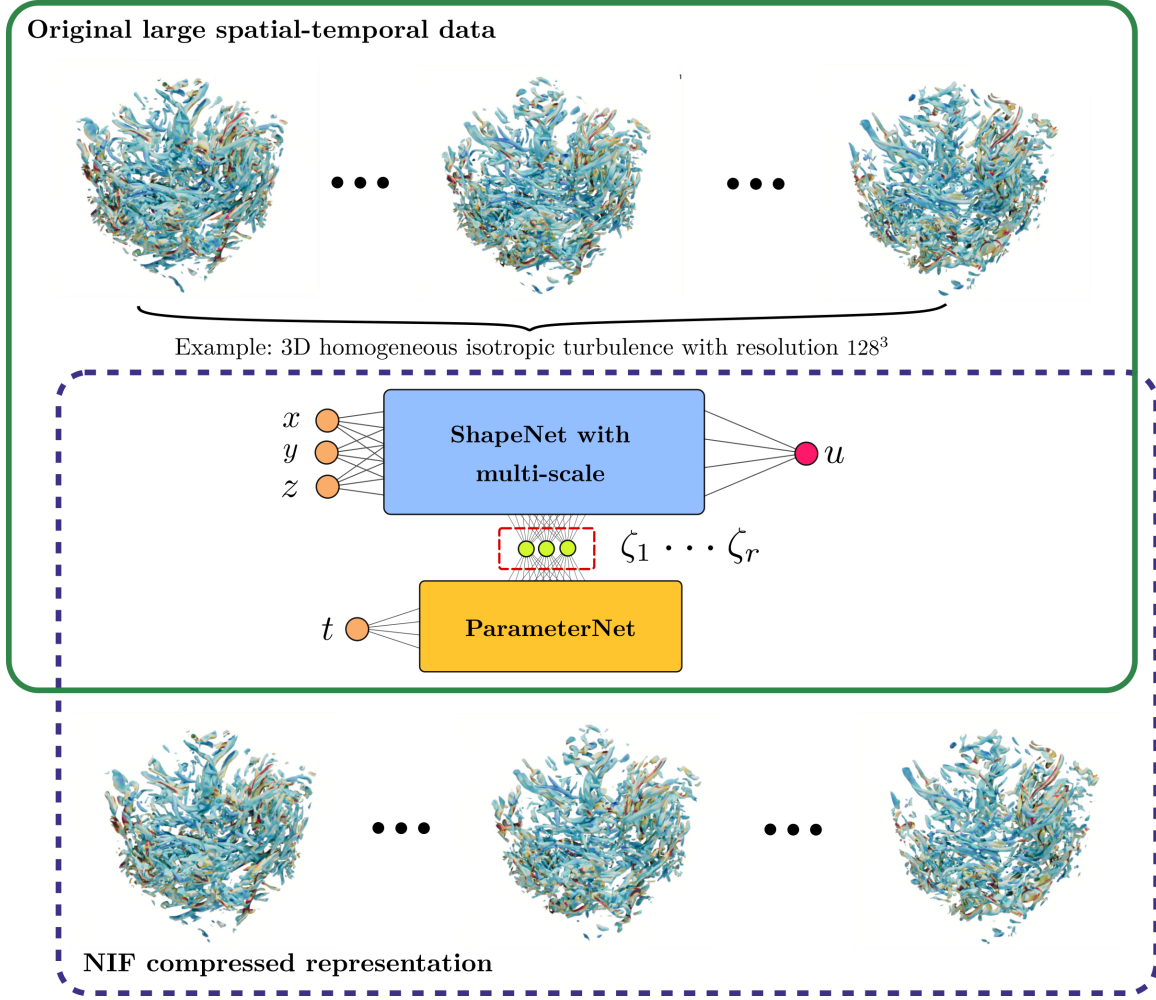 Original large spatial-temporal data
Example: 3D homogeneous isotropic turbulence with resolution 128³
x
y
z
ShapeNet with
multi-scale
u
ζ₁ · · · ζᵣ
t
ParameterNet
NIF compressed representation